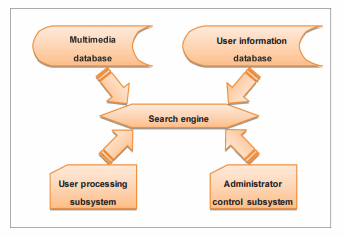 Multimedia
database
User information
database
Search engine
User processing
subsystem
Administrator
control subsystem